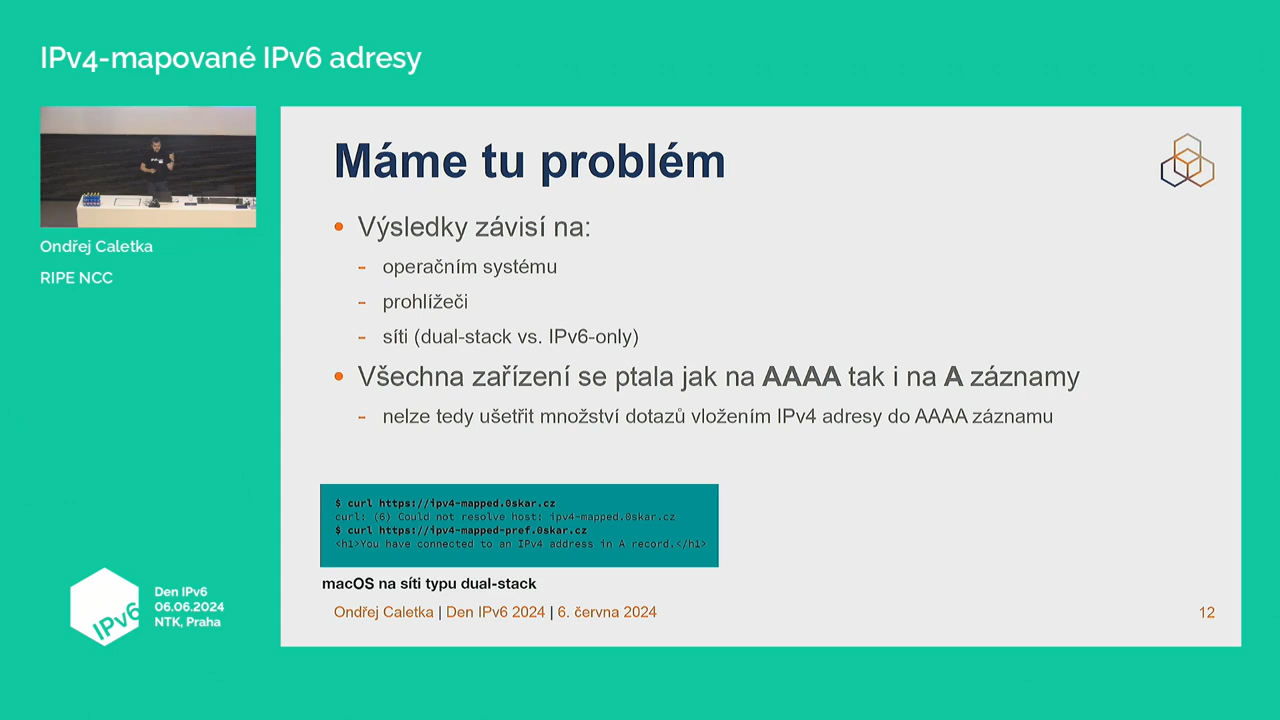 IPv4-mapované IPv6 adresy
Ondřej Caletka
RIPE NCC
Máme tu problém
• Výsledky závisí na:
- operačním systému
- prohlížeči
- síti (dual-stack vs. IPv6-only)
• Všechna zařízení se ptala jak na AAAA tak i na A záznamy
- nelze tedy ušetřit množství dotazů vložením IPv4 adresy do AAAA záznamu
$ curl https://ipv4-mapped.0skar.cz
curl: (6) Could not resolve host: ipv4-mapped.0skar.cz
$ curl https://ipv4-mapped-pref.0skar.cz
<h1>You have connected to an IPv4 address in A record.</h1>
macOS na síti typu dual-stack
Ondřej Caletka | Den IPv6 2024 | 6. června 2024
12
IPv6
Den IPv6
06.06.2024
NTK, Praha